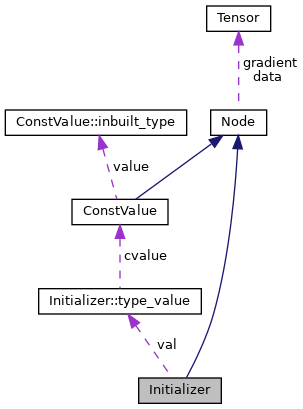 Tensor
gradient
data
ConstValue::inbuilt_type
Node
value
ConstValue
cvalue
Initializer::type_value
val
Initializer